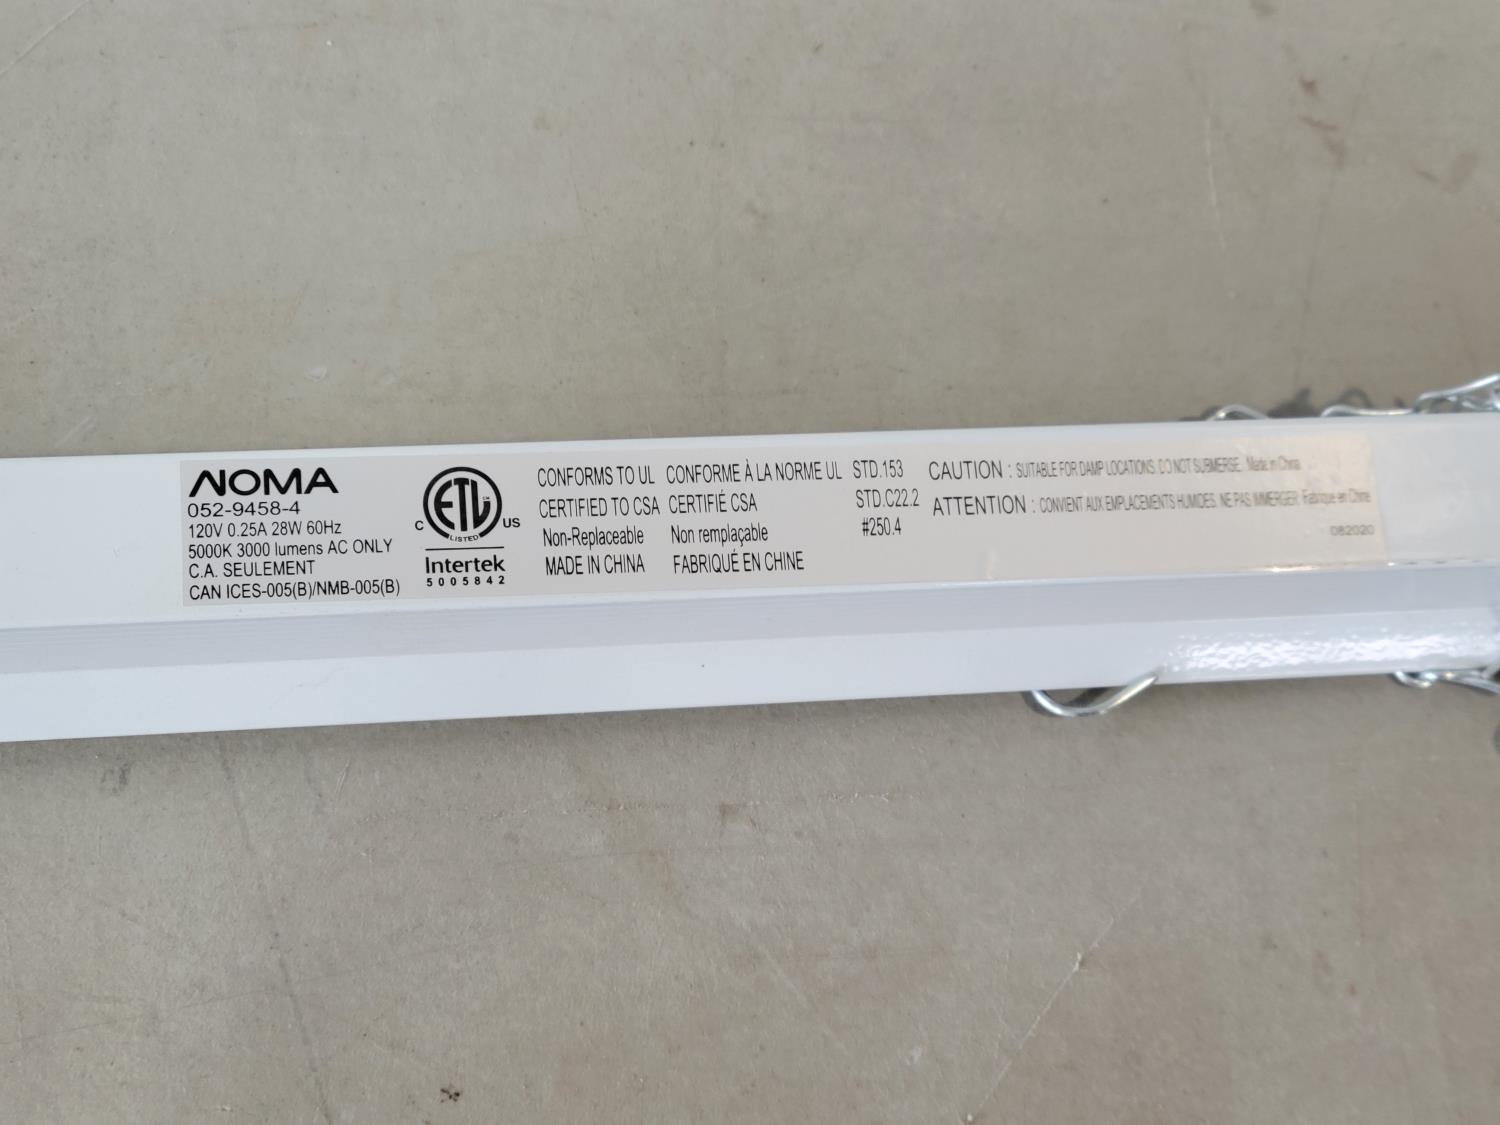 NOMA
052-9458-4
120V 0.25A 28W 60Hz
5000K 3000 lumens AC ONLY
C.A. SEULEMENT
CAN ICES-005(B)/NMB-005(B)
C ETL US
LISTED
Intertek
5005842
CONFORMS TO UL CONFORME À LA NORME UL STD.153
CERTIFIED TO CSA CERTIFIÉ CSA STD.C22.2
Non-Replaceable Non remplaçable #250.4
MADE IN CHINA FABRIQUÉ EN CHINE
CAUTION : SUITABLE FOR DAMP LOCATIONS. DO NOT SUBMERSE. Made in China
ATTENTION : CONVIENT AUX EMPLACEMENTS HUMIDES. NE PAS IMMERGER. Fabriqué en Chine
082020